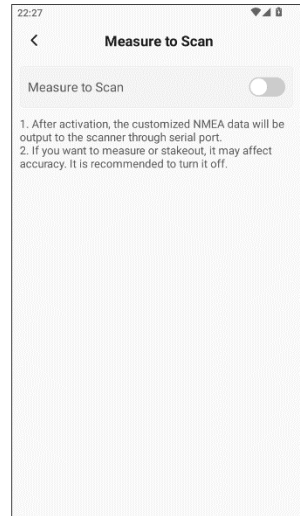 22:27
Measure to Scan
Measure to Scan
1. After activation, the customized NMEA data will be
output to the scanner through serial port.
2. If you want to measure or stakeout, it may affect
accuracy. It is recommended to turn it off.